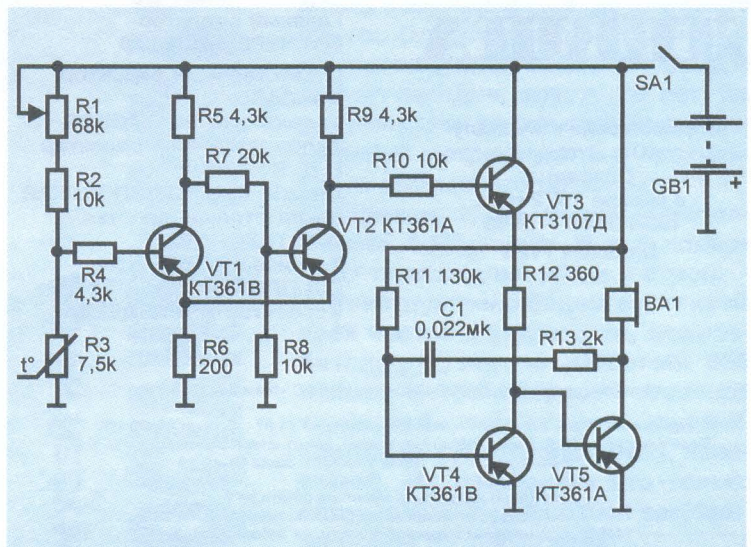 SA1
R1
68k
R5 4,3k
R9 4,3k
R7 20k
R10 10k
GB1
+
R2
10k
VT3
КТ3107Д
VT2 КТ361А
R4
4,3k
VT1
КТ361В
R11 130k
R12 360
C1
0,022мк
BA1
R3
7,5k
t°
R6
200
R8
10k
R13 2k
VT4
КТ361В
VT5
КТ361А